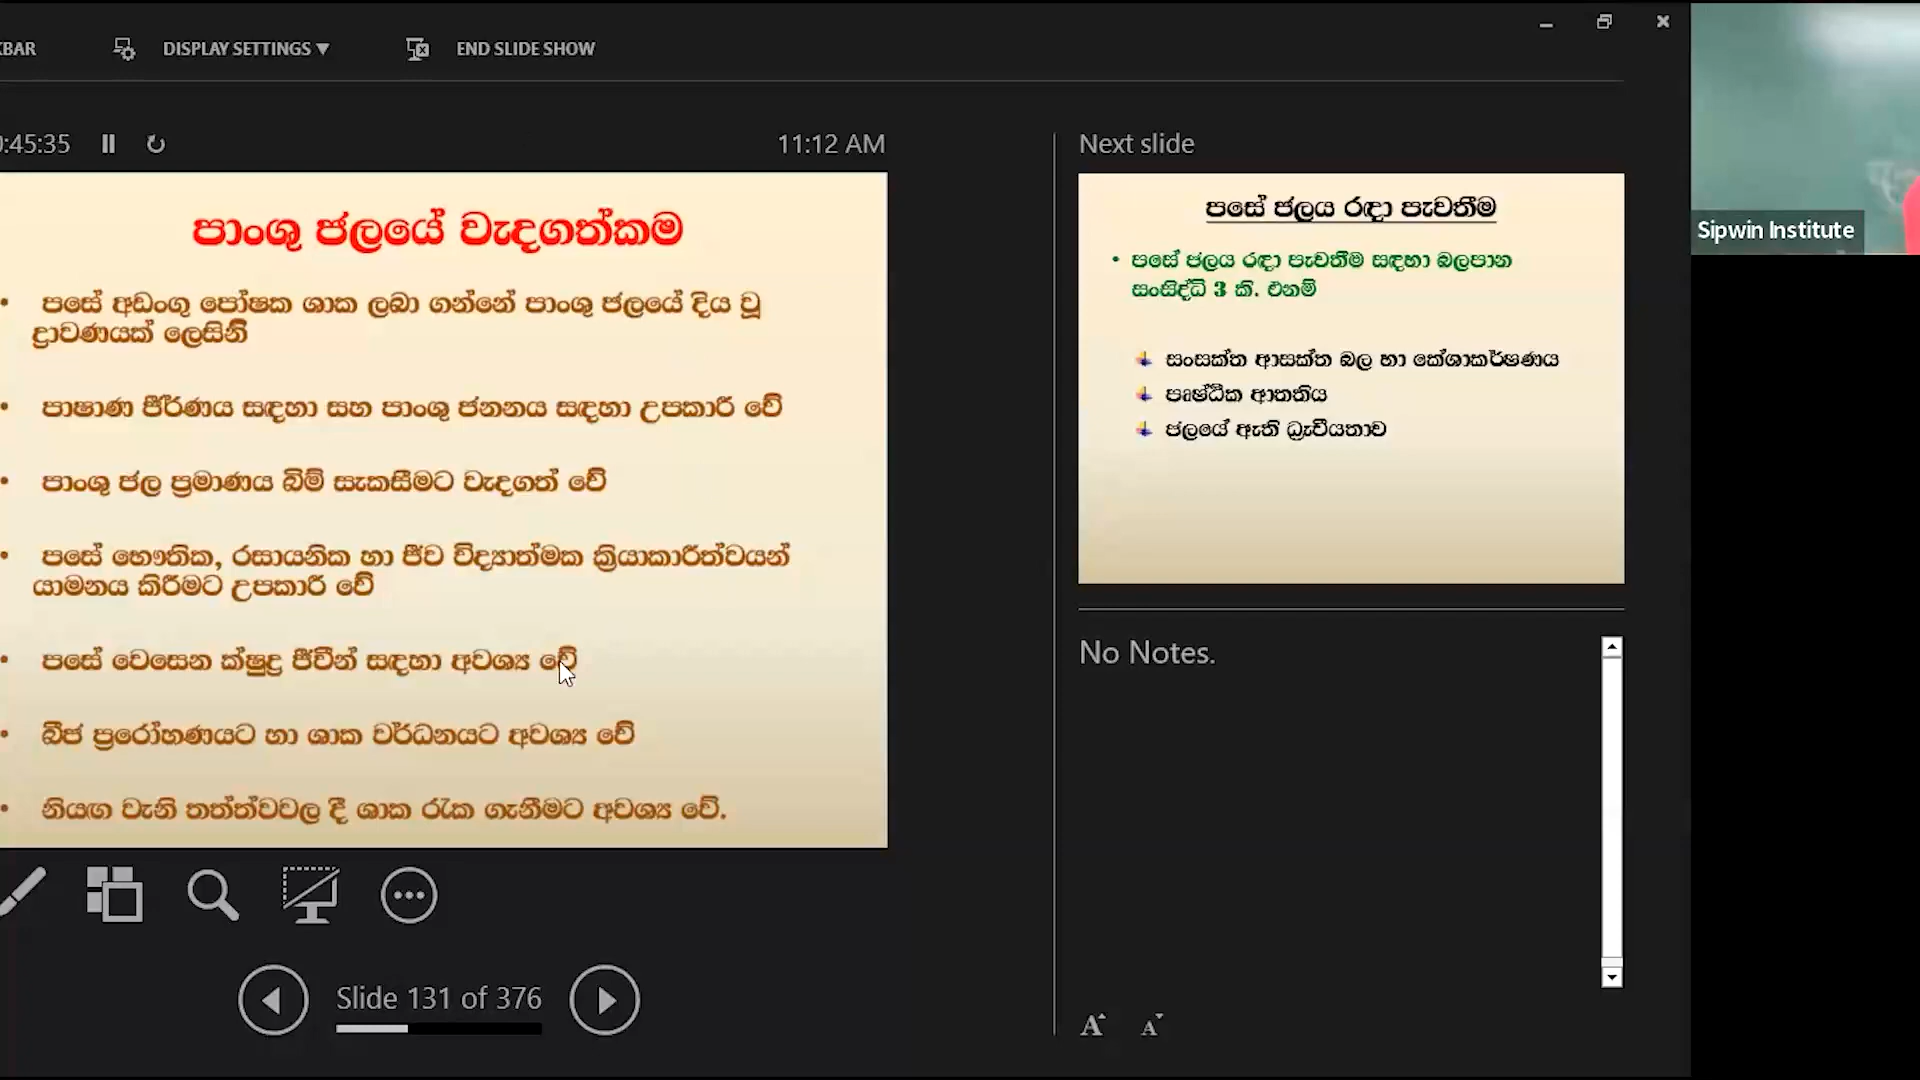 KBAR
DISPLAY SETTINGS ▼
END SLIDE SHOW
:45:35
11:12 AM
පාංශු ජලයේ වැදගත්කම
• පසේ අඩංගු පෝෂක ශාක ලබා ගන්නේ පාංශු ජලයේ දිය වූ
ද්‍රාවණයක් ලෙසිනි
• පාෂාණ ජීර්ණය සඳහා සහ පාංශු ජනනය සඳහා උපකාරී වේ
• පාංශු ජල ප්‍රමාණය බිම් සැකසීමට වැදගත් වේ
• පසේ භෞතික, රසායනික හා ජීව විද්‍යාත්මක ක්‍රියාකාරීත්වයන්
යාමනය කිරීමට උපකාරී වේ
• පසේ වෙසෙන ක්ෂුද්‍ර ජීවීන් සඳහා අවශ්‍ය වේ
• බීජ ප්‍රරෝහණයට හා ශාක වර්ධනයට අවශ්‍ය වේ
• නියඟ වැනි තත්ත්වවල දී ශාක රැක ගැනීමට අවශ්‍ය වේ.
Slide 131 of 376
Next slide
පසේ ජලය රඳා පැවතීම
• පසේ ජලය රඳා පැවතීම සඳහා බලපාන
සංසිද්ධි 3 කි. එනම්
සංසක්ත ආසක්ත බල හා කේශාකර්ෂණය
පෘෂ්ඨික ආතතිය
ජලයේ ඇති ධ්‍රැවීයතාව
No Notes.
A A
Sipwin Institute